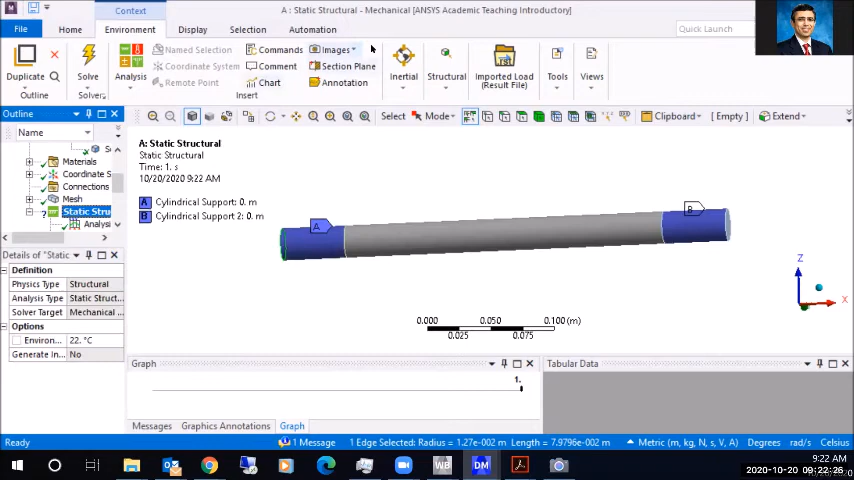 Context
A : Static Structural - Mechanical [ANSYS Academic Teaching Introductory]
File
Home
Environment
Display
Selection
Automation
Quick Launch
Duplicate
Outline
Solve
Solver
Analysis
Named Selection
Coordinate System
Remote Point
Commands
Comment
Chart
Insert
Images
Section Plane
Annotation
Inertial
Structural
Imported Load
(Result File)
Tools
Views
Outline
Name
Select
Mode
Clipboard
[ Empty ]
Extend
Materials
Coordinate S
Connections
Mesh
Static Stru
Analysi
A: Static Structural
Static Structural
Time: 1. s
10/20/2020 9:22 AM
A Cylindrical Support: 0. m
B Cylindrical Support 2: 0. m
A
B
Z
X
0.000 0.050 0.100 (m)
0.025 0.075
Details of "Static
Definition
Physics Type Structural
Analysis Type Static Struct...
Solver Target Mechanical ...
Options
Environ... 22. °C
Generate In... No
Graph
1.
Tabular Data
Messages Graphics Annotations Graph
Ready
1 Message
1 Edge Selected: Radius = 1.27e-002 m Length = 7.9796e-002 m
Metric (m, kg, N, s, V, A)
Degrees
rad/s
Celsius
WB
DM
9:22 AM
2020-10-20 09:22:26